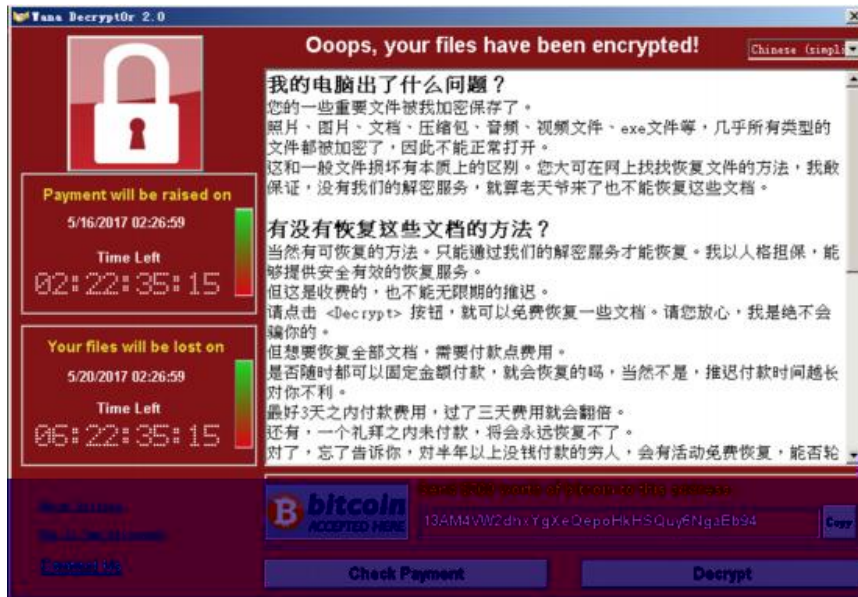 Wana Decrypt0r 2.0
Ooops, your files have been encrypted!
Chinese (simpli
Payment will be raised on
5/16/2017 02:26:59
Time Left
02:22:35:15
Your files will be lost on
5/20/2017 02:26:59
Time Left
06:22:35:15
我的电脑出了什么问题？
您的一些重要文件被我加密保存了。
照片、图片、文档、压缩包、音频、视频文件、exe文件等，几乎所有类型的
文件都被加密了，因此不能正常打开。
这和一般文件损坏有本质上的区别。您大可在网上找找恢复文件的方法，我敢
保证，没有我们的解密服务，就算老天爷来了也不能恢复这些文档。
有没有恢复这些文档的方法？
当然有可恢复的方法。只能通过我们的解密服务才能恢复。我以人格担保，能
够提供安全有效的恢复服务。
但这是收费的，也不能无限期的推迟。
请点击 <Decrypt> 按钮，就可以免费恢复一些文档。请您放心，我是绝不会
骗你的。
但想要恢复全部文档，需要付款点费用。
是否随时都可以固定金额付款，就会恢复的吗，当然不是，推迟付款时间越长
对你不利。
最好3天之内付款费用，过了三天费用就会翻倍。
还有，一个礼拜之内未付款，将会永远恢复不了。
对了，忘了告诉你，对半年以上没钱付款的穷人，会有活动免费恢复，能否轮
Contact Us
bitcoin
ACCEPTED HERE
Send $300 worth of bitcoin to this address:
13AM4VW2dhxYgXeQepoHkHSQuy6NgaEb94
Copy
Check Payment
Decrypt